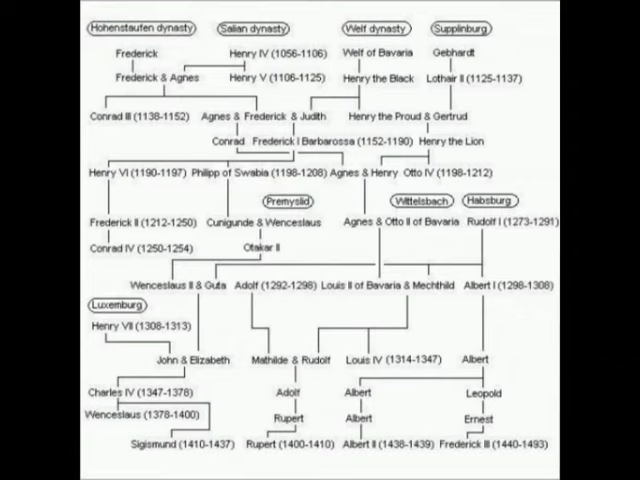 Hohenstaufen dynasty Salian dynasty Welf dynasty Supplinburg
Frederick Henry IV (1056-1106) Welf of Bavaria Gebhardt
Frederick & Agnes Henry V (1106-1125) Henry the Black Lothair II (1125-1137)
Conrad III (1138-1152) Agnes & Frederick & Judith Henry the Proud & Gertrud
Conrad Frederick I Barbarossa (1152-1190) Henry the Lion
Henry VI (1190-1197) Philipp of Swabia (1198-1208) Agnes & Henry Otto IV (1198-1212)
Premyslid Wittelsbach Habsburg
Frederick II (1212-1250) Cunigunde & Wenceslaus Agnes & Otto II of Bavaria Rudolf I (1273-1291)
Conrad IV (1250-1254) Otakar II
Wenceslaus II & Guta Adolf (1292-1298) Louis II of Bavaria & Mechthild Albert I (1298-1308)
Luxemburg
Henry VII (1308-1313)
John & Elizabeth Mathilde & Rudolf Louis IV (1314-1347) Albert
Charles IV (1347-1378) Adolf Albert Leopold
Wenceslaus (1378-1400) Rupert Albert Ernest
Sigismund (1410-1437) Rupert (1400-1410) Albert II (1438-1439) Frederick III (1440-1493)